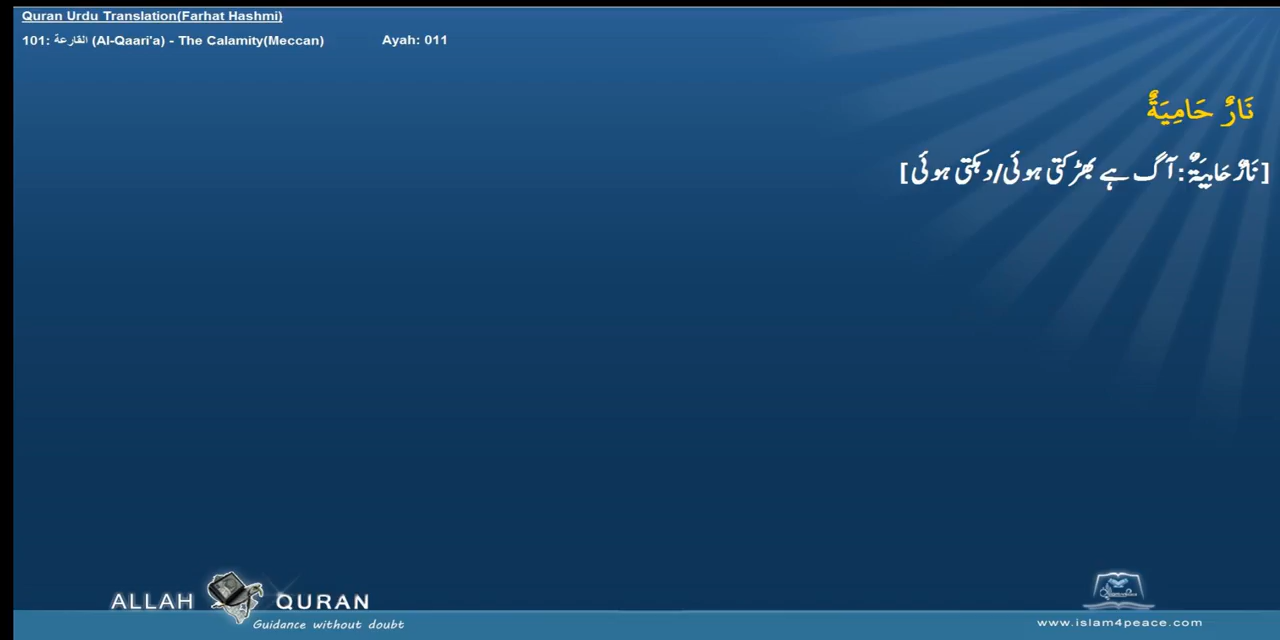 Quran Urdu Translation(Farhat Hashmi)
101: القارعة (Al-Qaari'a) - The Calamity(Meccan) Ayah: 011
نَارٌ حَامِيَةٌ
[نَارٌ حَامِيَةٌ: آگ ہے بھڑکتی ہوئی/دہکتی ہوئی]
ALLAH QURAN
Guidance without doubt
www.islam4peace.com